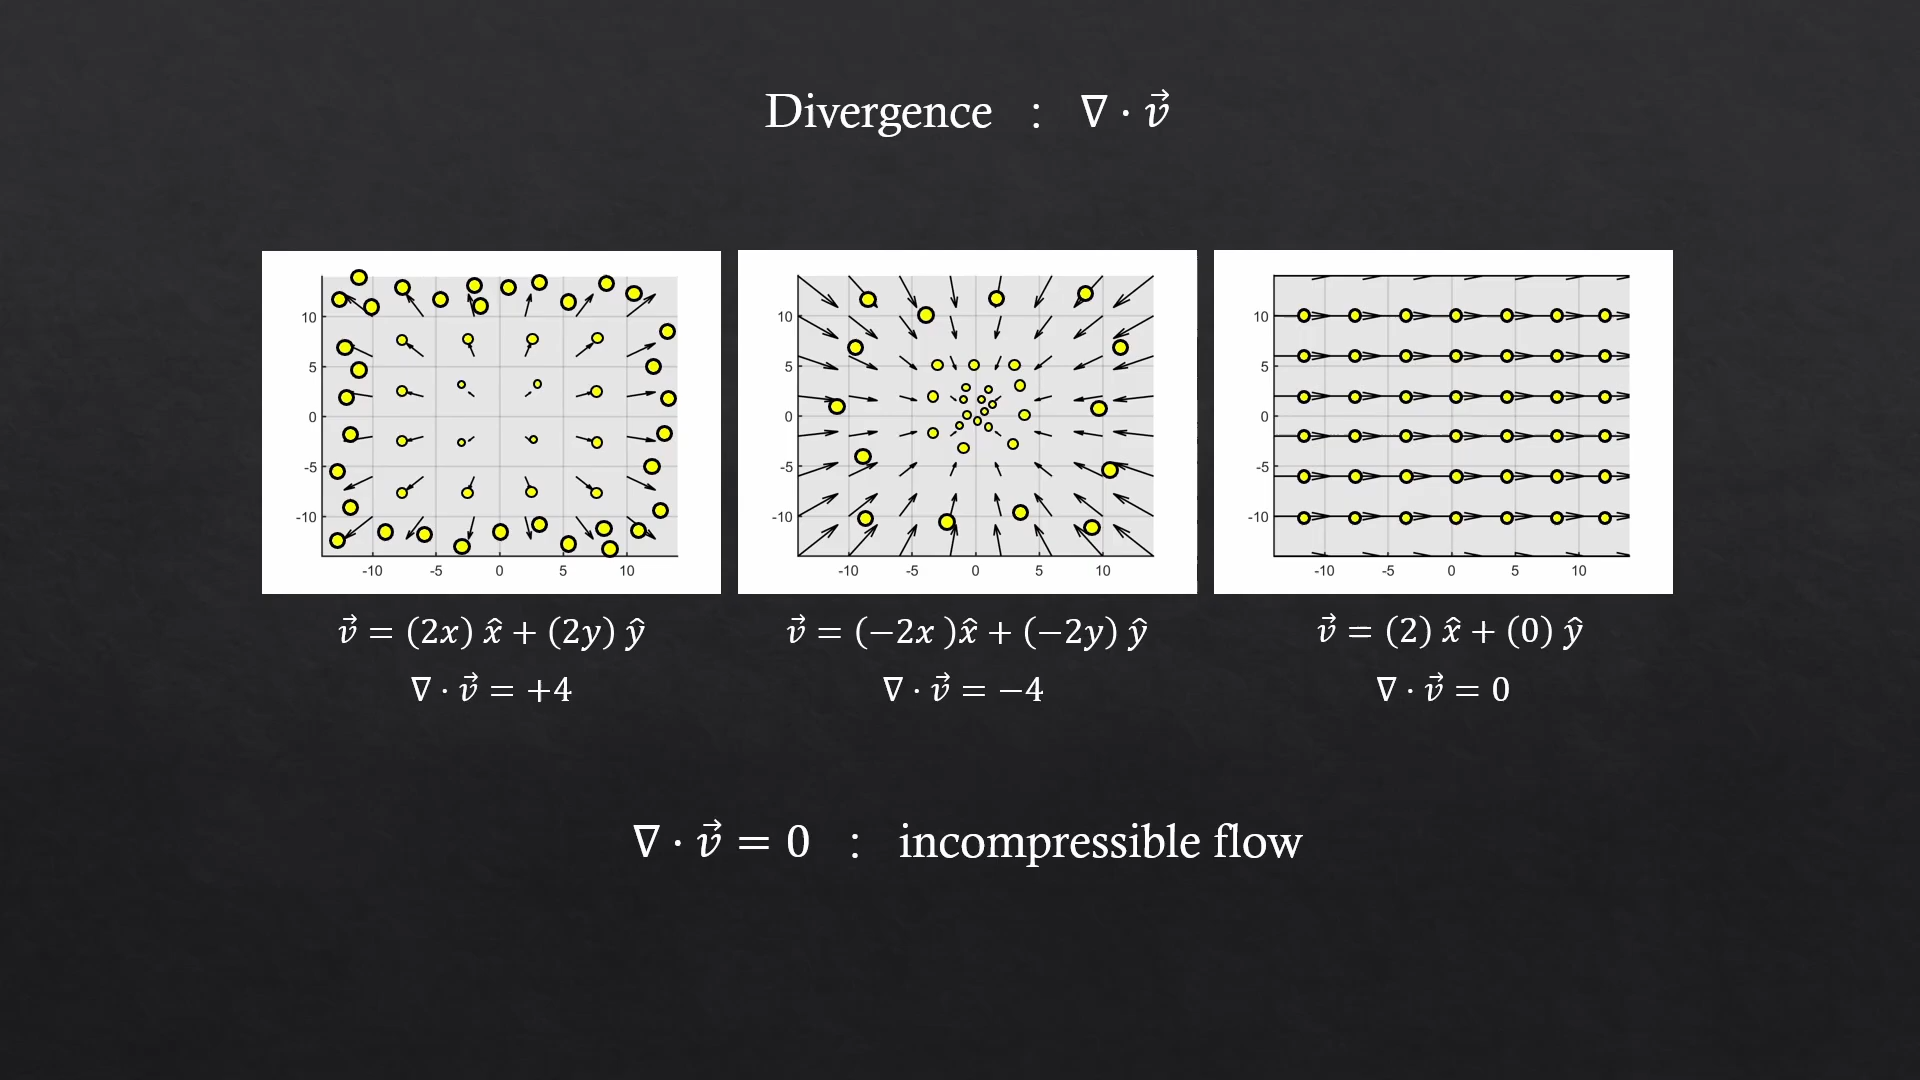 Divergence : ∇ · v⃗
10
5
0
-5
-10
-10 -5 0 5 10
10
5
0
-5
-10
-10 -5 0 5 10
10
5
0
-5
-10
-10 -5 0 5 10
v⃗ = (2x) x̂ + (2y) ŷ
∇ · v⃗ = +4
v⃗ = (−2x )x̂ + (−2y) ŷ
∇ · v⃗ = −4
v⃗ = (2) x̂ + (0) ŷ
∇ · v⃗ = 0
∇ · v⃗ = 0 : incompressible flow